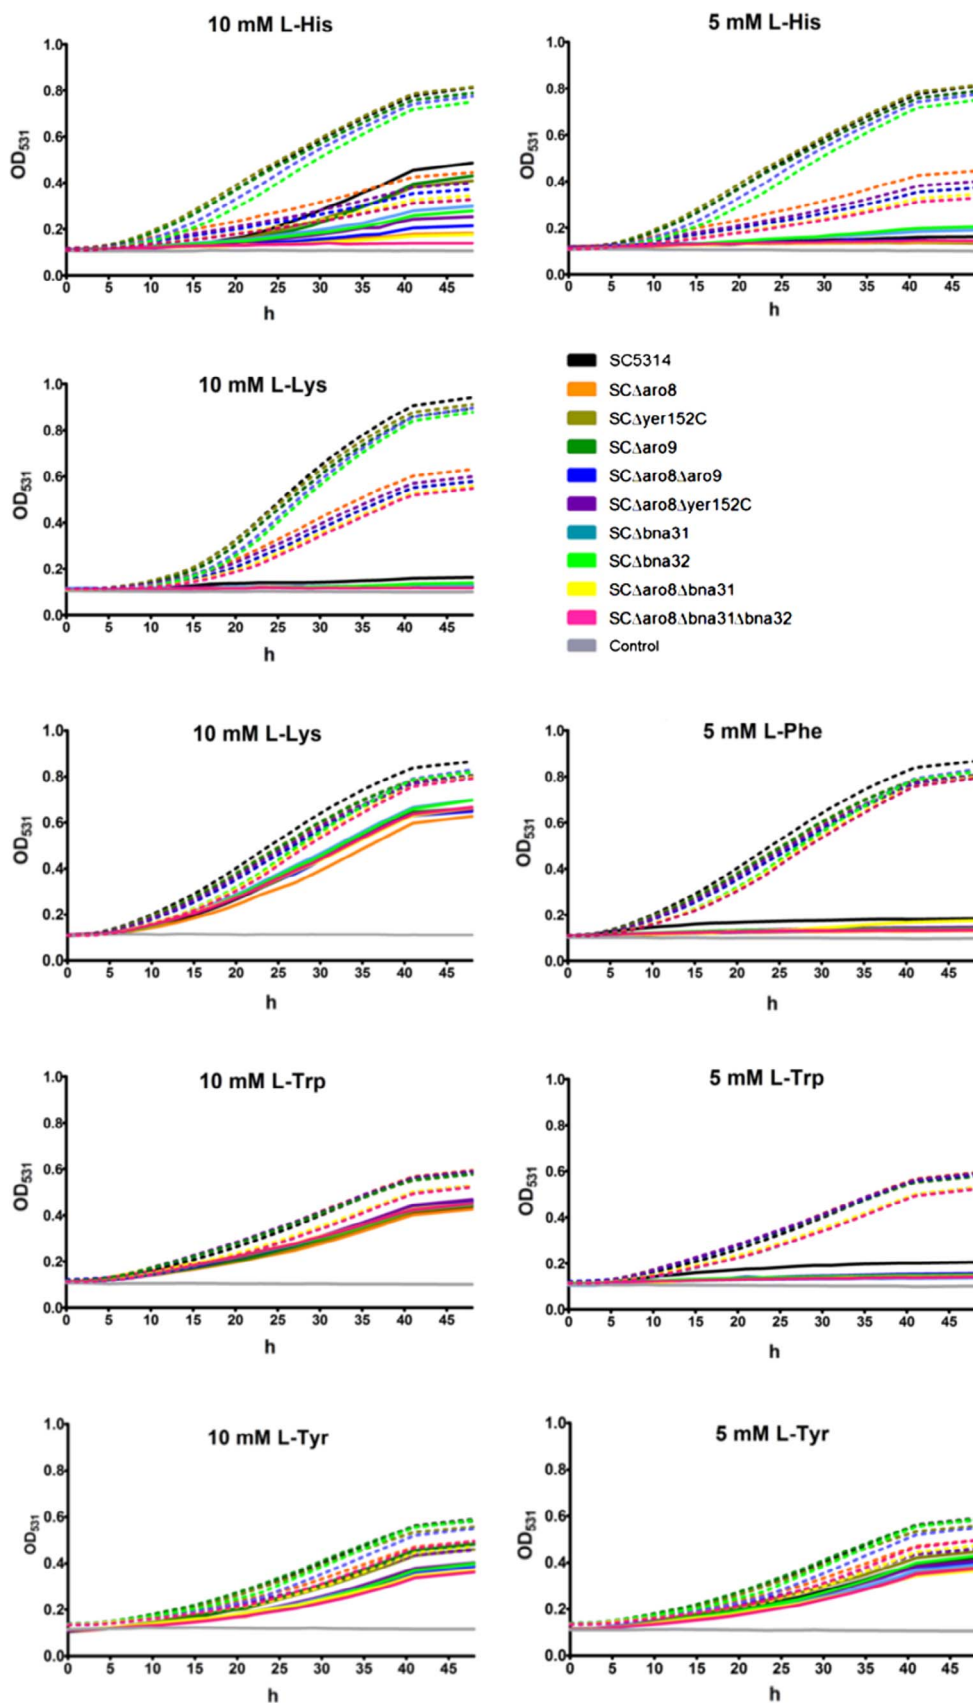 10 mM L-His
1.0
0.8
0.6
0.4
0.2
0.0
OD531
0 5 10 15 20 25 30 35 40 45
h
5 mM L-His
1.0
0.8
0.6
0.4
0.2
0.0
OD531
0 5 10 15 20 25 30 35 40 45
h
10 mM L-Lys
1.0
0.8
0.6
0.4
0.2
0.0
OD531
0 5 10 15 20 25 30 35 40 45
h
SC5314
SCΔaro8
SCΔyer152C
SCΔaro9
SCΔaro8Δaro9
SCΔaro8Δyer152C
SCΔbna31
SCΔbna32
SCΔaro8Δbna31
SCΔaro8Δbna31Δbna32
Control
10 mM L-Lys
1.0
0.8
0.6
0.4
0.2
0.0
OD531
0 5 10 15 20 25 30 35 40 45
h
5 mM L-Phe
1.0
0.8
0.6
0.4
0.2
0.0
OD531
0 5 10 15 20 25 30 35 40 45
h
10 mM L-Trp
1.0
0.8
0.6
0.4
0.2
0.0
OD531
0 5 10 15 20 25 30 35 40 45
h
5 mM L-Trp
1.0
0.8
0.6
0.4
0.2
0.0
OD531
0 5 10 15 20 25 30 35 40 45
h
10 mM L-Tyr
1.0
0.8
0.6
0.4
0.2
0.0
OD531
0 5 10 15 20 25 30 35 40 45
h
5 mM L-Tyr
1.0
0.8
0.6
0.4
0.2
0.0
OD531
0 5 10 15 20 25 30 35 40 45
h